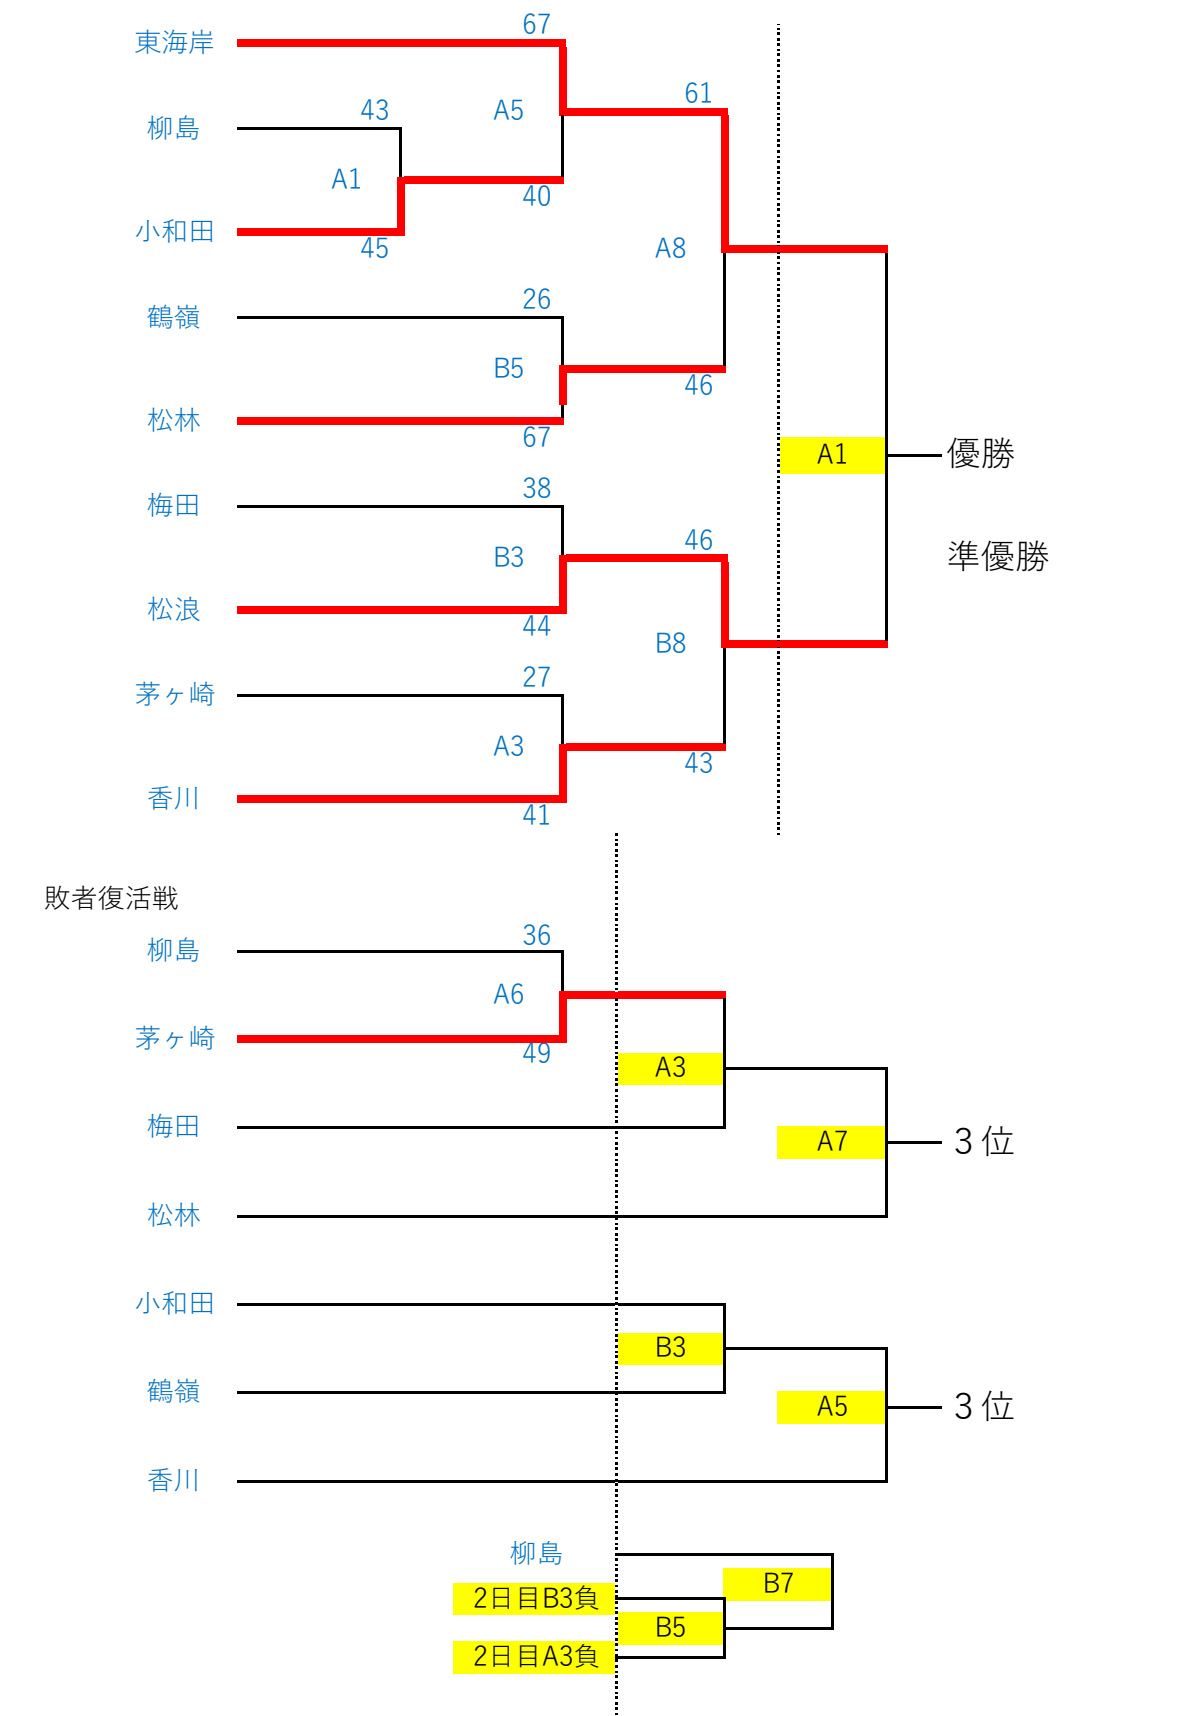 67
東海岸
61
43
A5
柳島
A1
40
小和田
45
A8
26
鶴嶺
B5
46
松林
67
A1
優勝
38
梅田
46
B3
準優勝
松浪
44
B8
27
茅ヶ崎
A3
43
香川
41
敗者復活戦
36
柳島
A6
茅ヶ崎
49
A3
梅田
A7
3位
松林
小和田
B3
鶴嶺
A5
3位
香川
柳島
B7
2日目B3負
B5
2日目A3負